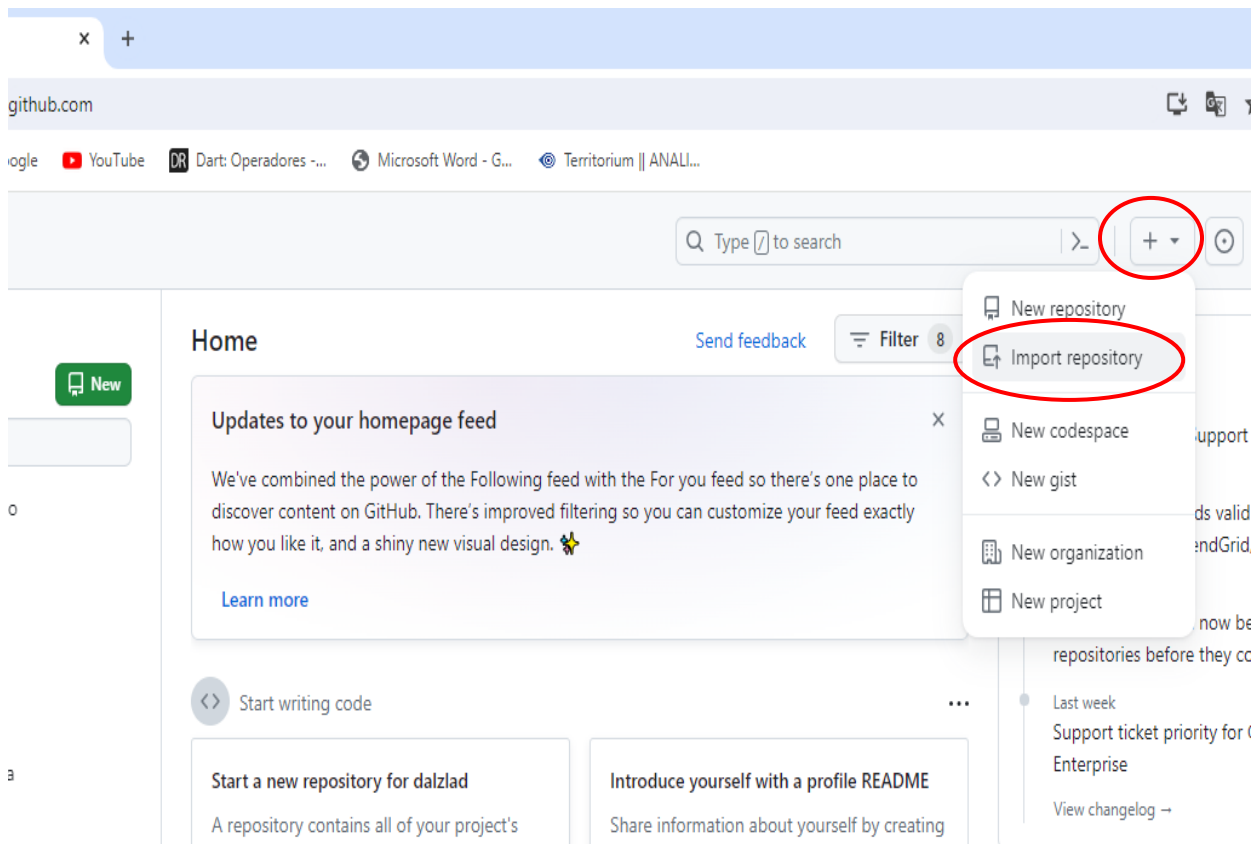 github.com
YouTube
Dart: Operadores -...
Microsoft Word - G...
Territorium || ANALI...
Type / to search
New repository
Import repository
New codespace
New gist
New organization
New project
Home
Send feedback
Filter 8
New
Updates to your homepage feed
We've combined the power of the Following feed with the For you feed so there's one place to
discover content on GitHub. There's improved filtering so you can customize your feed exactly
how you like it, and a shiny new visual design. ✨
Learn more
Start writing code
Start a new repository for dalzlad
A repository contains all of your project's
Introduce yourself with a profile README
Share information about yourself by creating
now be
repositories before they co
Last week
Support ticket priority for
Enterprise
View changelog →